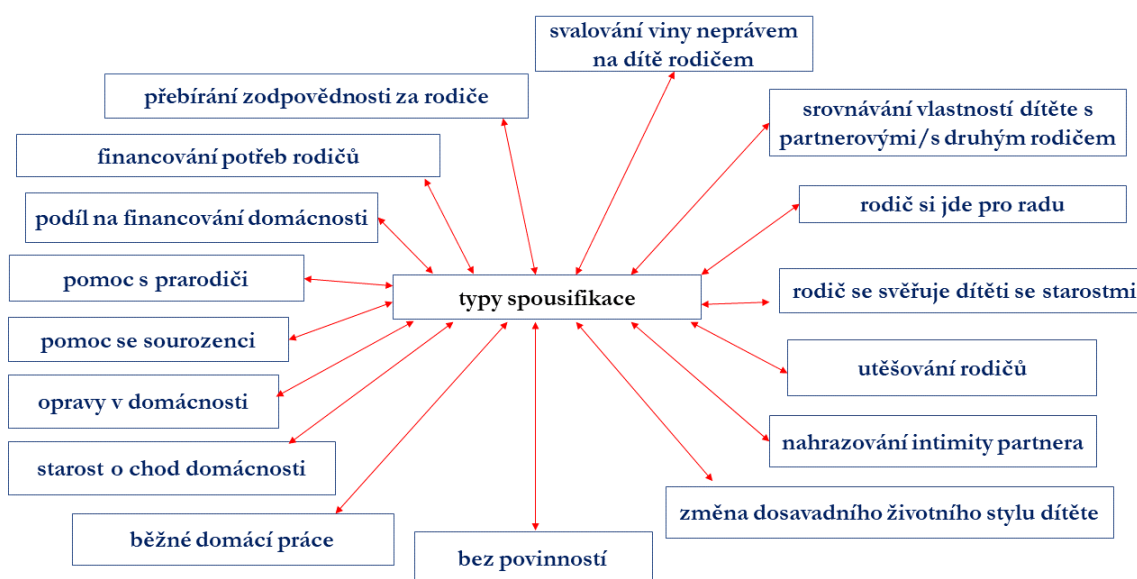 svalování viny neprávem
na dítě rodičem
přebírání zodpovědnosti za rodiče
srovnávání vlastností dítěte s
partnerovými/s druhým rodičem
financování potřeb rodičů
rodič si jde pro radu
podíl na financování domácnosti
pomoc s prarodiči
typy spousifikace
rodič se svěřuje dítěti se starostmi
pomoc se sourozenci
utěšování rodičů
opravy v domácnosti
nahrazování intimity partnera
starost o chod domácnosti
změna dosavadního životního stylu dítěte
běžné domácí práce
bez povinností